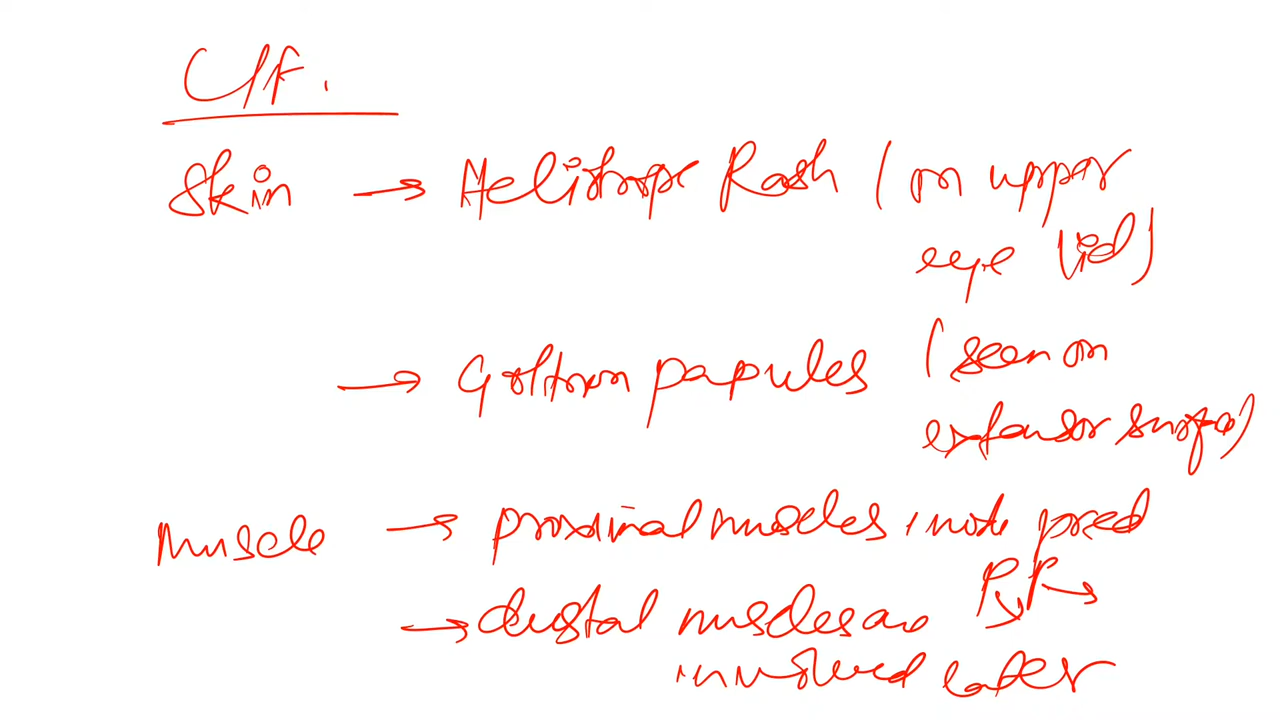 C/f.
Skin → Heliotrope Rash (on upper
eye lid)
→ Gottron papules (seen on
extensor surface)
Muscle → proximal muscles
→ distal muscles are
involved later